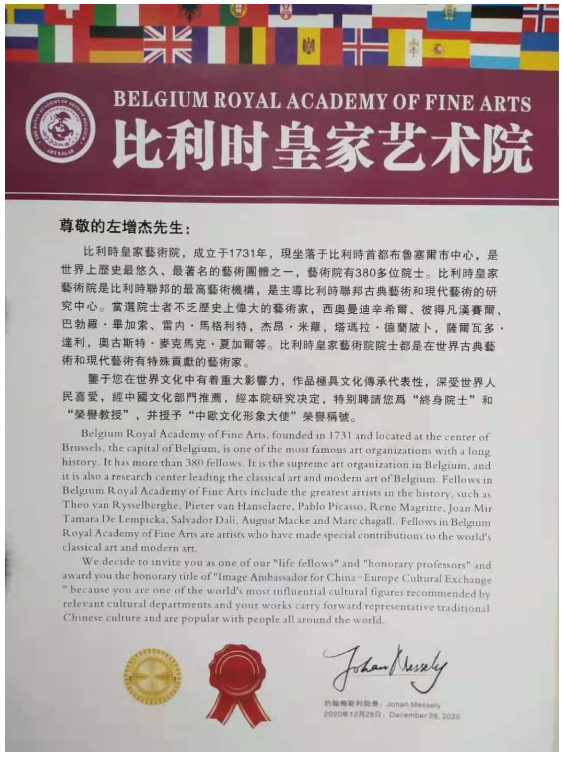 BELGIUM ROYAL ACADEMY OF FINE ARTS
比利时皇家艺术院
尊敬的左增杰先生：
比利時皇家藝術院，成立于1731年，現坐落于比利時首都布魯塞爾市中心，是
世界上歷史最悠久、最著名的藝術團體之一，藝術院有380多位院士。比利時皇家
藝術院是比利時聯邦的最高藝術機構，是主導比利時聯邦古典藝術和現代藝術的研
究中心。當選院士者不乏歷史上偉大的藝術家，西奧曼迪辛希爾、彼得凡漢賽爾、
巴勃羅·畢加索、雷内·馬格利特，杰昂·米羅，塔瑪拉·德蘭陂卜，薩爾瓦多·
達利，奧古斯特·麥克馬克·夏加爾等。比利時皇家藝術院院士都是在世界古典藝
術和現代藝術有特殊貢獻的藝術家。
鑒于您在世界文化中有着重大影響力，作品極具文化傳承代表性，深受世界人
民喜愛，經中國文化部門推薦，經本院研究决定，特别聘請您爲“終身院士”和
“榮譽教授”，并授予“中歐文化形象大使”榮譽稱號。
Belgium Royal Academy of Fine Arts, founded in 1731 and located at the center of
Brussels, the capital of Belgium, is one of the most famous art organizations with a long
history. It has more than 380 fellows. It is the supreme art organization in Belgium, and
it is also a research center leading the classical art and modern art of Belgium. Fellows in
Belgium Royal Academy of Fine Arts include the greatest artists in the history, such as
Theo van Rysselberghe, Pieter van Hanselaere, Pablo Picasso, Rene Magritte, Joan Mir
Tamara De Lempicka, Salvador Dali, August Macke and Marc chagall.. Fellows in Belgium
Royal Academy of Fine Arts are artists who have made special contributions to the world's
classical art and modern art.
We decide to invite you as one of our "life fellows" and "honorary professors" and
award you the honorary title of "Image Ambassador for China-Europe Cultural Exchange
" because you are one of the world's most influential cultural figures recommended by
relevant cultural departments and your works carry forward representative traditional
Chinese culture and are popular with people all around the world.
Johan Messely
約翰梅斯利院長：Johan Messely
2020年12月28日：December 28, 2020